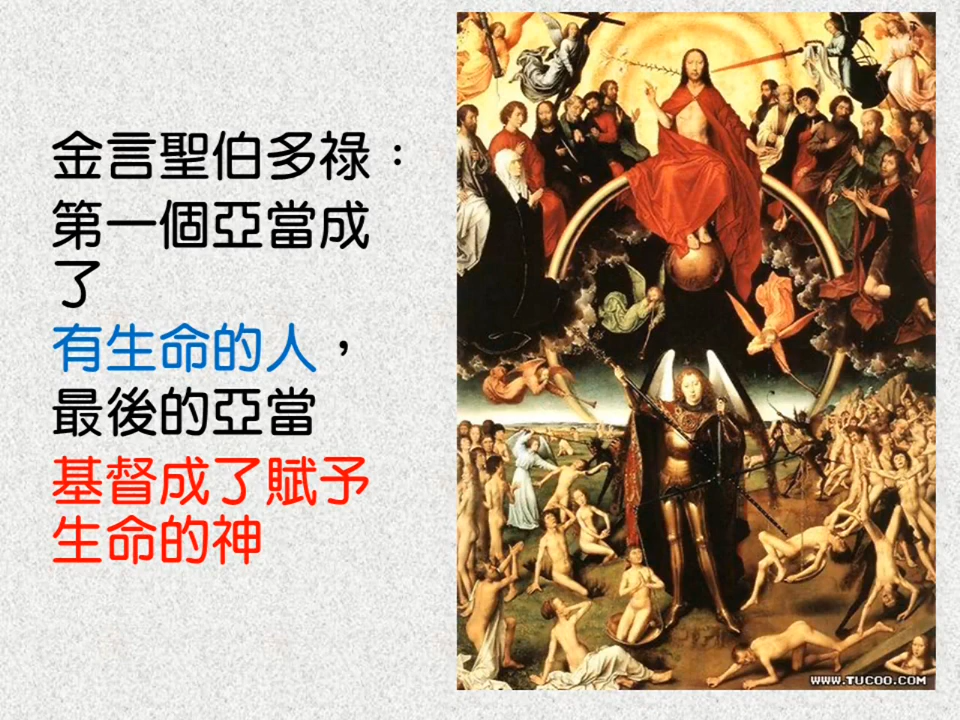 金言聖伯多祿：
第一個亞當成
了
有生命的人，
最後的亞當
基督成了賦予
生命的神
WWW.TUCOO.COM